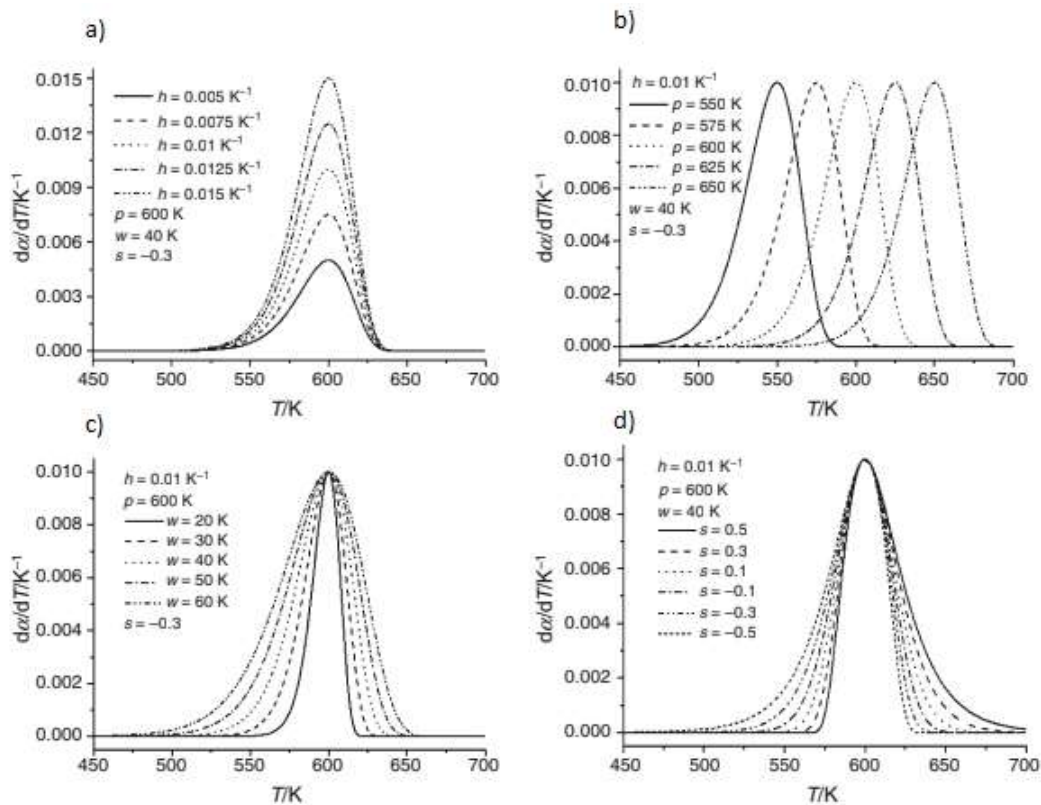 a)
0.015
0.012
0.009
0.006
0.003
0.000
dα/dT/K⁻¹
h = 0.005 K⁻¹
h = 0.0075 K⁻¹
h = 0.01 K⁻¹
h = 0.0125 K⁻¹
h = 0.015 K⁻¹
p = 600 K
w = 40 K
s = –0.3
450 500 550 600 650 700
T/K
b)
0.010
0.008
0.006
0.004
0.002
0.000
dα/dT/K⁻¹
h = 0.01 K⁻¹
p = 550 K
p = 575 K
p = 600 K
p = 625 K
p = 650 K
w = 40 K
s = –0.3
450 500 550 600 650 700
T/K
c)
0.010
0.008
0.006
0.004
0.002
0.000
dα/dT/K⁻¹
h = 0.01 K⁻¹
p = 600 K
w = 20 K
w = 30 K
w = 40 K
w = 50 K
w = 60 K
s = –0.3
450 500 550 600 650 700
T/K
d)
0.010
0.008
0.006
0.004
0.002
0.000
dα/dT/K⁻¹
h = 0.01 K⁻¹
p = 600 K
w = 40 K
s = 0.5
s = 0.3
s = 0.1
s = –0.1
s = –0.3
s = –0.5
450 500 550 600 650 700
T/K